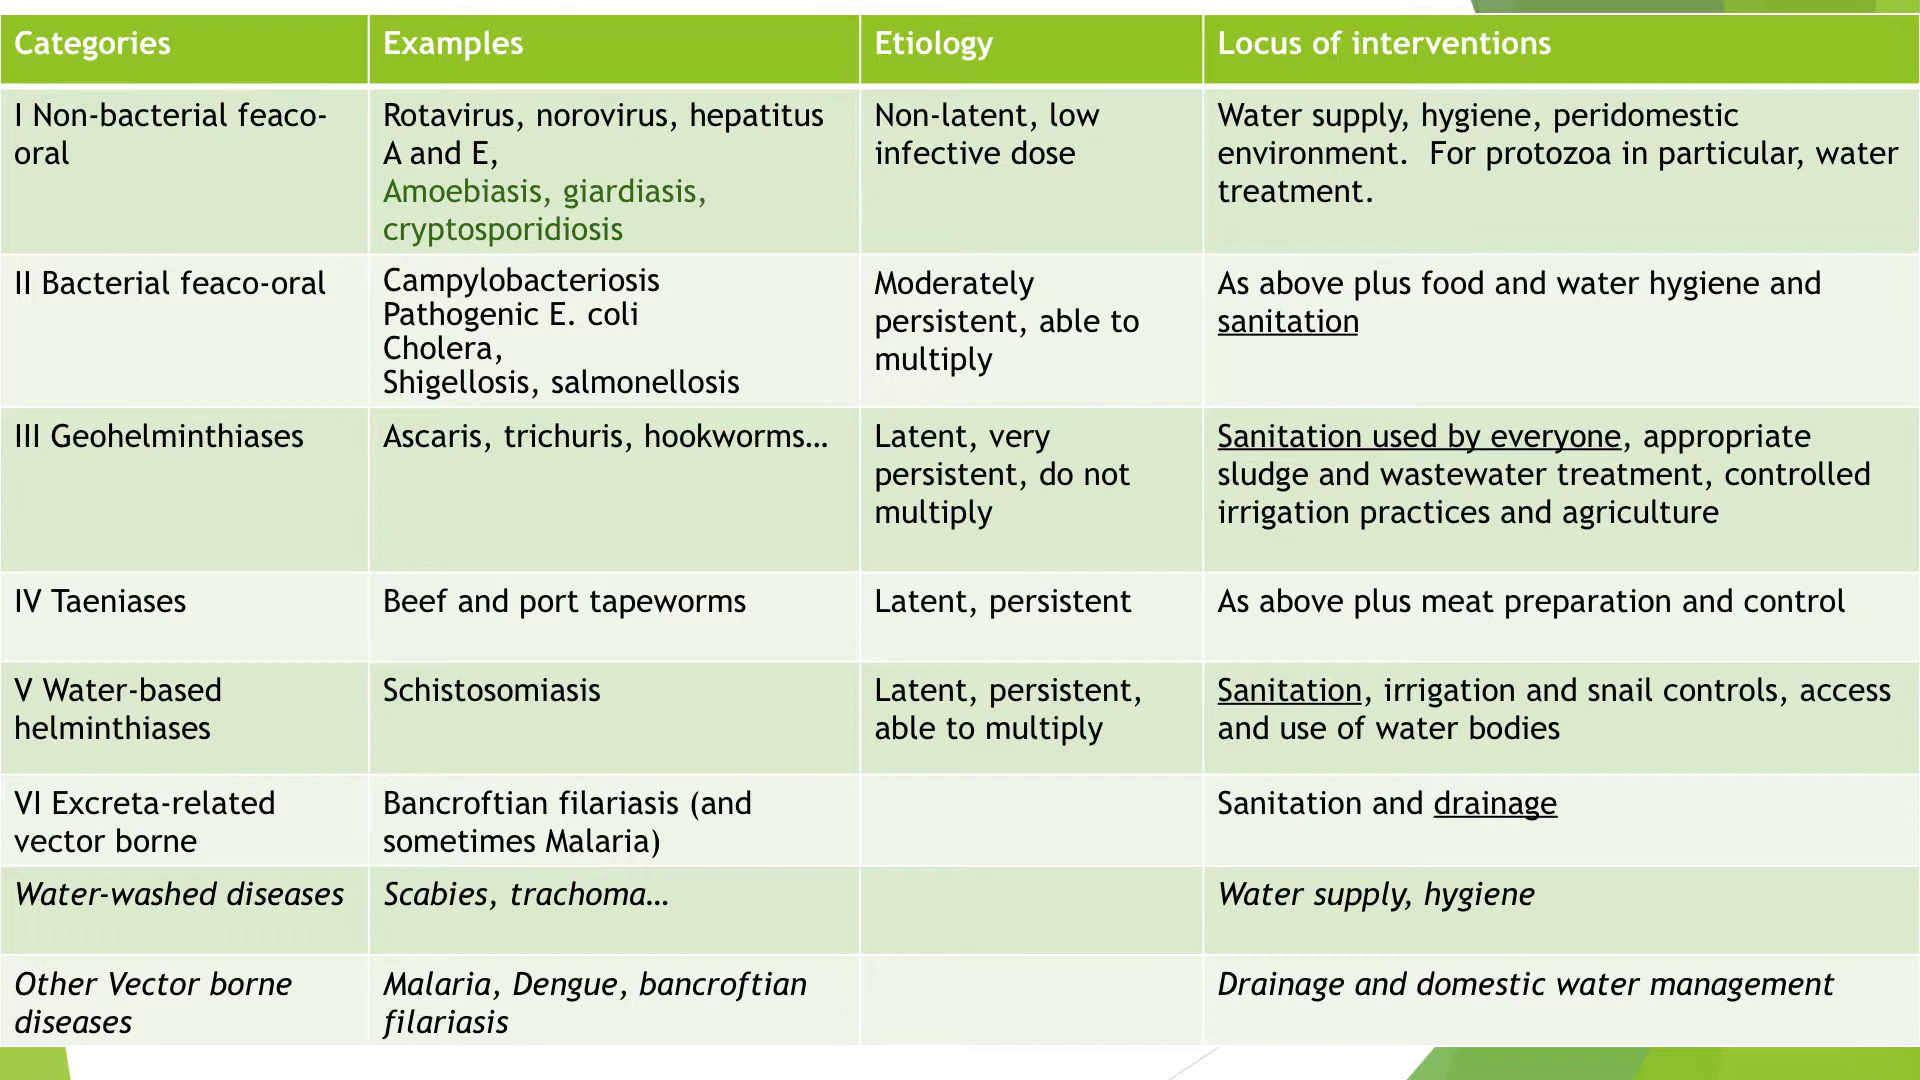 Categories
Examples
Etiology
Locus of interventions
I Non-bacterial feaco-
oral
Rotavirus, norovirus, hepatitus
A and E,
Amoebiasis, giardiasis,
cryptosporidiosis
Non-latent, low
infective dose
Water supply, hygiene, peridomestic
environment.  For protozoa in particular, water
treatment.
II Bacterial feaco-oral
Campylobacteriosis
Pathogenic E. coli
Cholera,
Shigellosis, salmonellosis
Moderately
persistent, able to
multiply
As above plus food and water hygiene and
sanitation
III Geohelminthiases
Ascaris, trichuris, hookworms…
Latent, very
persistent, do not
multiply
Sanitation used by everyone, appropriate
sludge and wastewater treatment, controlled
irrigation practices and agriculture
IV Taeniases
Beef and port tapeworms
Latent, persistent
As above plus meat preparation and control
V Water-based
helminthiases
Schistosomiasis
Latent, persistent,
able to multiply
Sanitation, irrigation and snail controls, access
and use of water bodies
VI Excreta-related
vector borne
Bancroftian filariasis (and
sometimes Malaria)
Sanitation and drainage
Water-washed diseases
Scabies, trachoma…
Water supply, hygiene
Other Vector borne
diseases
Malaria, Dengue, bancroftian
filariasis
Drainage and domestic water management